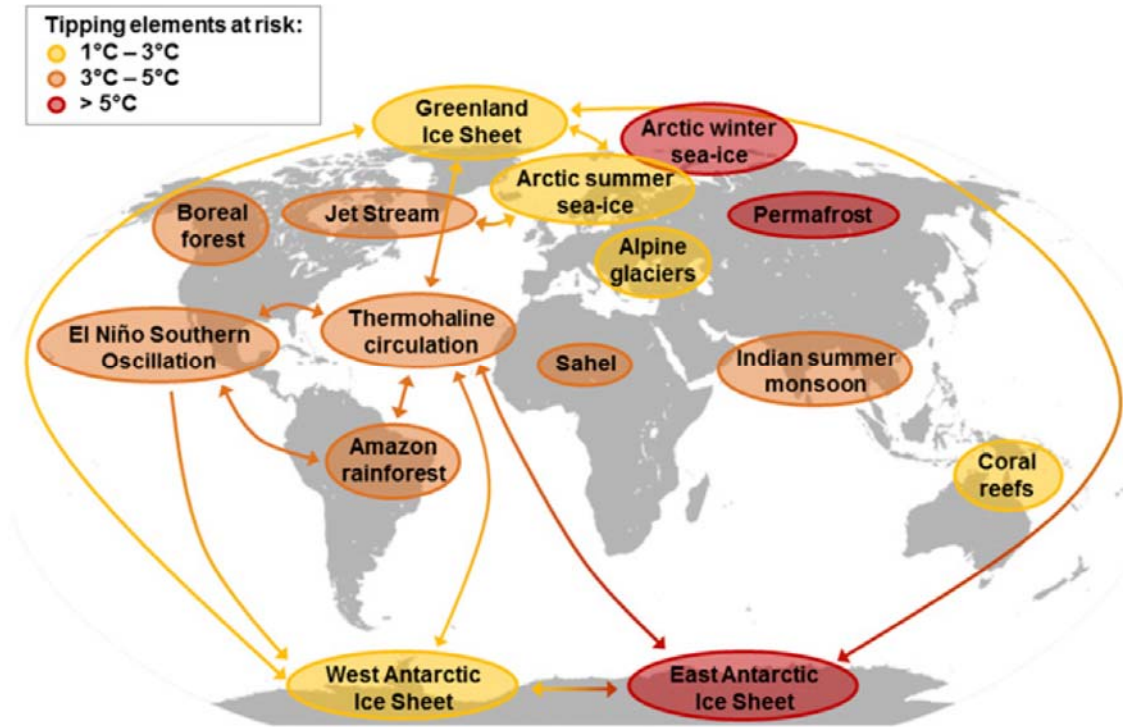 Tipping elements at risk:
1°C – 3°C
3°C – 5°C
> 5°C
Greenland
Ice Sheet
Arctic winter
sea-ice
Arctic summer
sea-ice
Boreal
forest
Jet Stream
Permafrost
Alpine
glaciers
El Niño Southern
Oscillation
Thermohaline
circulation
Sahel
Indian summer
monsoon
Amazon
rainforest
Coral
reefs
West Antarctic
Ice Sheet
East Antarctic
Ice Sheet